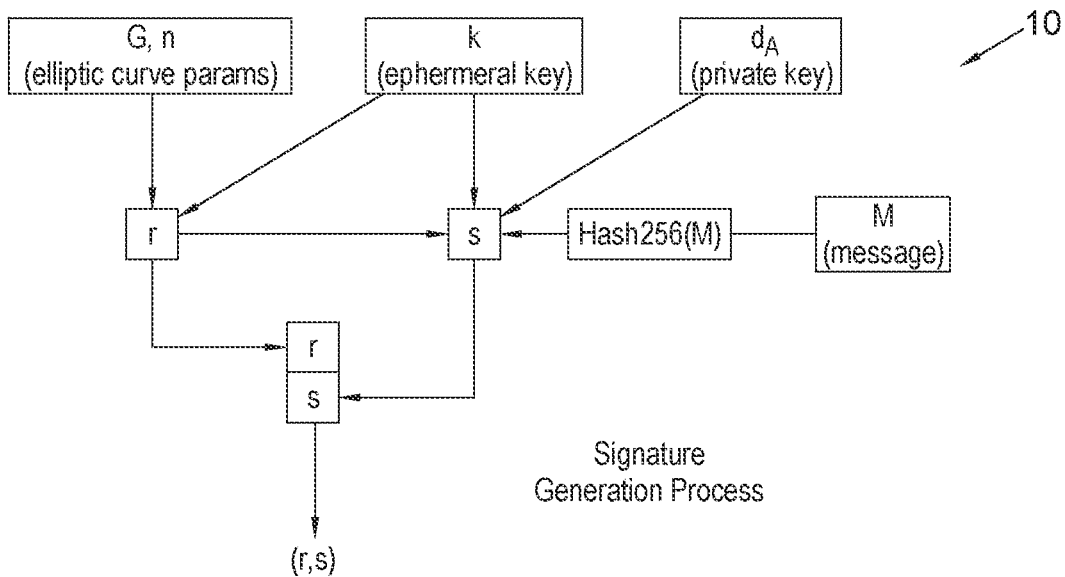 10
G, n
(elliptic curve params)
k
(ephermeral key)
dA
(private key)
r
s
Hash256(M)
M
(message)
r
s
Signature
Generation Process
(r,s)